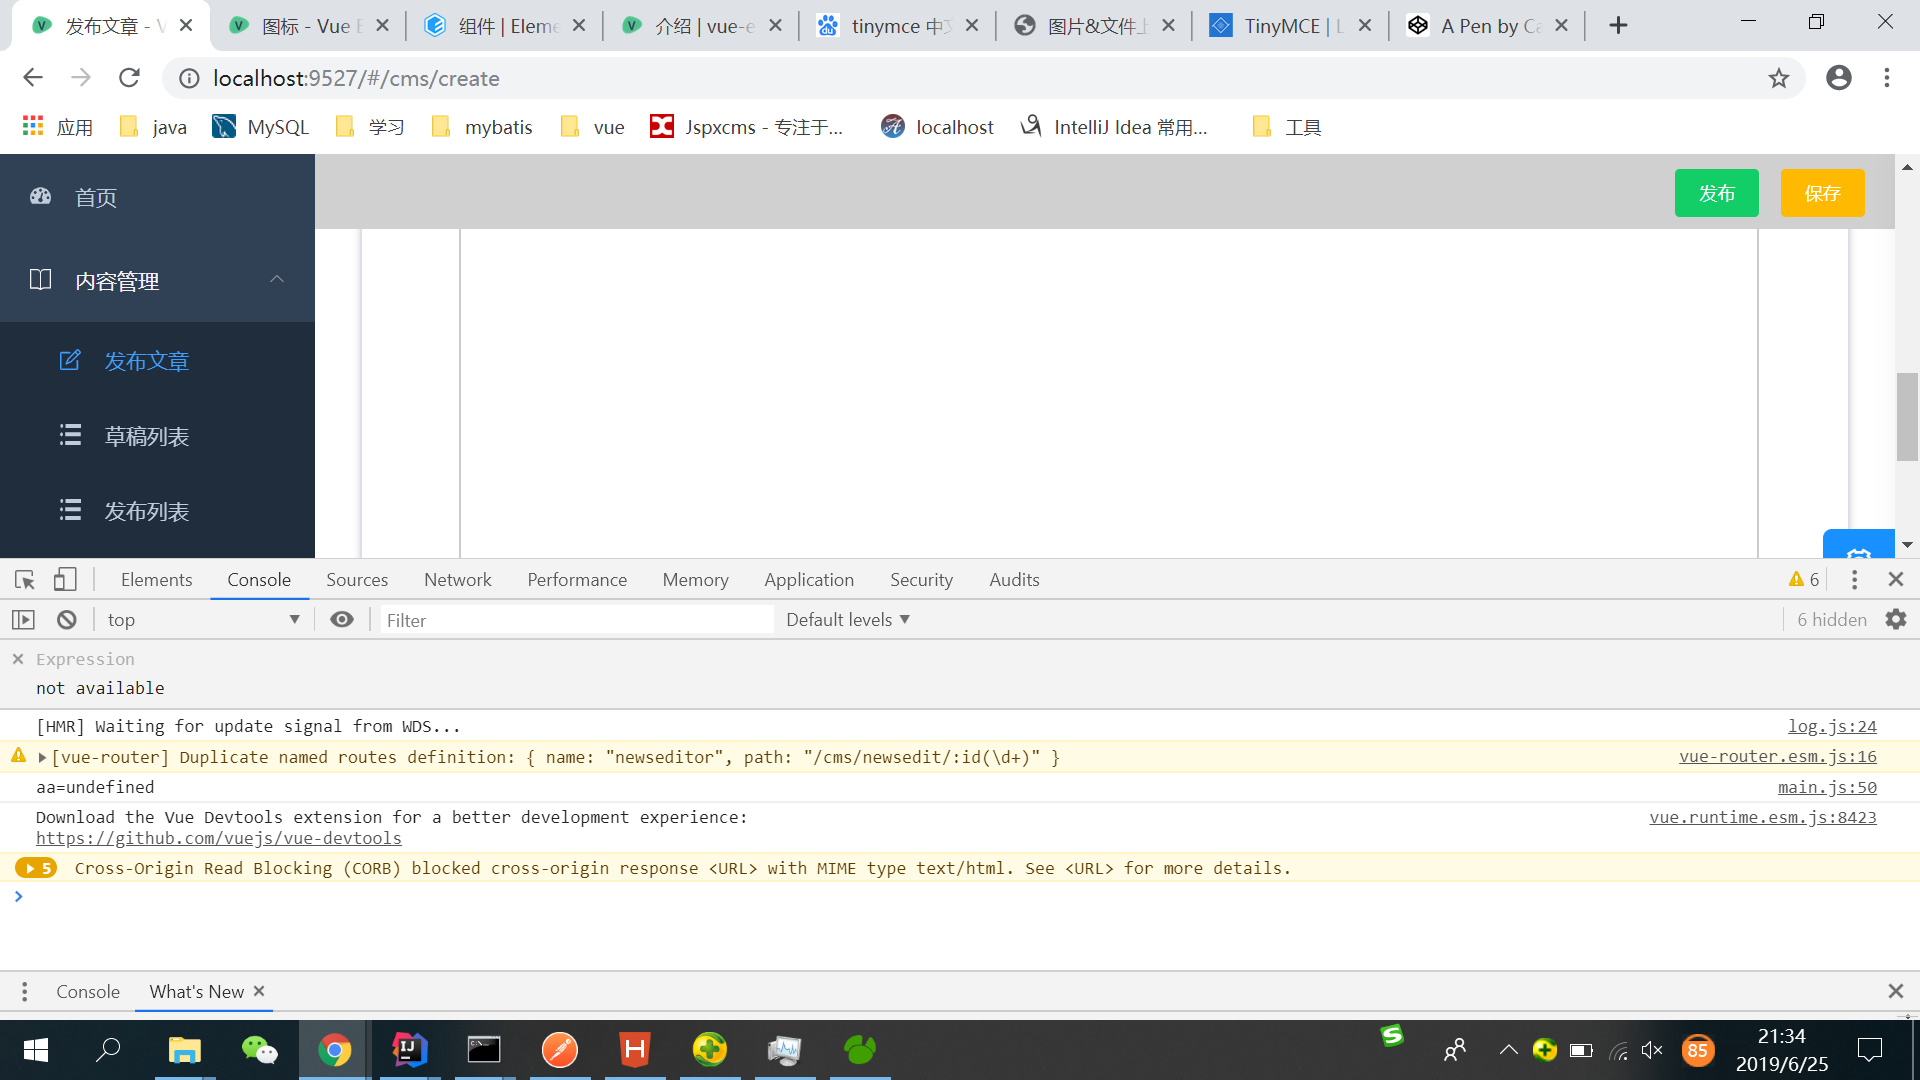 发布文章 - V
图标 - Vue E
组件 | Eleme
介绍 | vue-e
tinymce 中文
图片&文件上
TinyMCE | L
A Pen by Ca
localhost:9527/#/cms/create
应用
java
MySQL
学习
mybatis
vue
Jspxcms - 专注于...
localhost
IntelliJ Idea 常用...
工具
首页
发布
保存
内容管理
发布文章
草稿列表
发布列表
Elements
Console
Sources
Network
Performance
Memory
Application
Security
Audits
6
top
Filter
Default levels
6 hidden
Expression
not available
[HMR] Waiting for update signal from WDS...
log.js:24
[vue-router] Duplicate named routes definition: { name: "newseditor", path: "/cms/newsedit/:id(\d+)" }
vue-router.esm.js:16
aa=undefined
main.js:50
Download the Vue Devtools extension for a better development experience:
vue.runtime.esm.js:8423
https://github.com/vuejs/vue-devtools
5
Cross-Origin Read Blocking (CORB) blocked cross-origin response <URL> with MIME type text/html. See <URL> for more details.
Console
What's New
85
21:34
2019/6/25